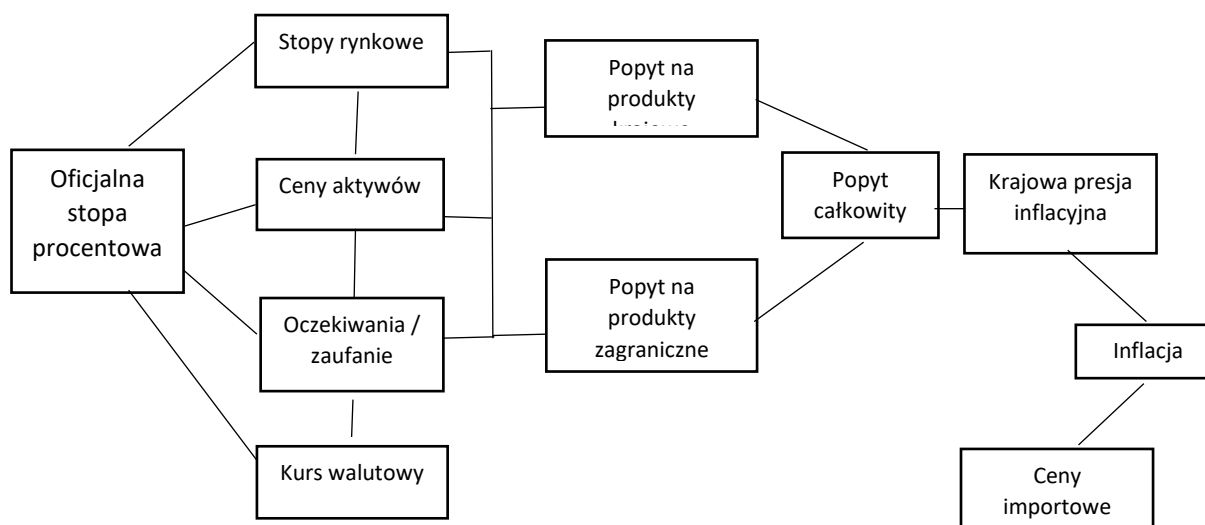 Stopy rynkowe
Ceny aktywów
Oczekiwania /
zaufanie
Kurs walutowy
Oficjalna
stopa
procentowa
Popyt na
produkty
Popyt na
produkty
zagraniczne
Popyt
całkowity
Krajowa presja
inflacyjna
Inflacja
Ceny
importowe